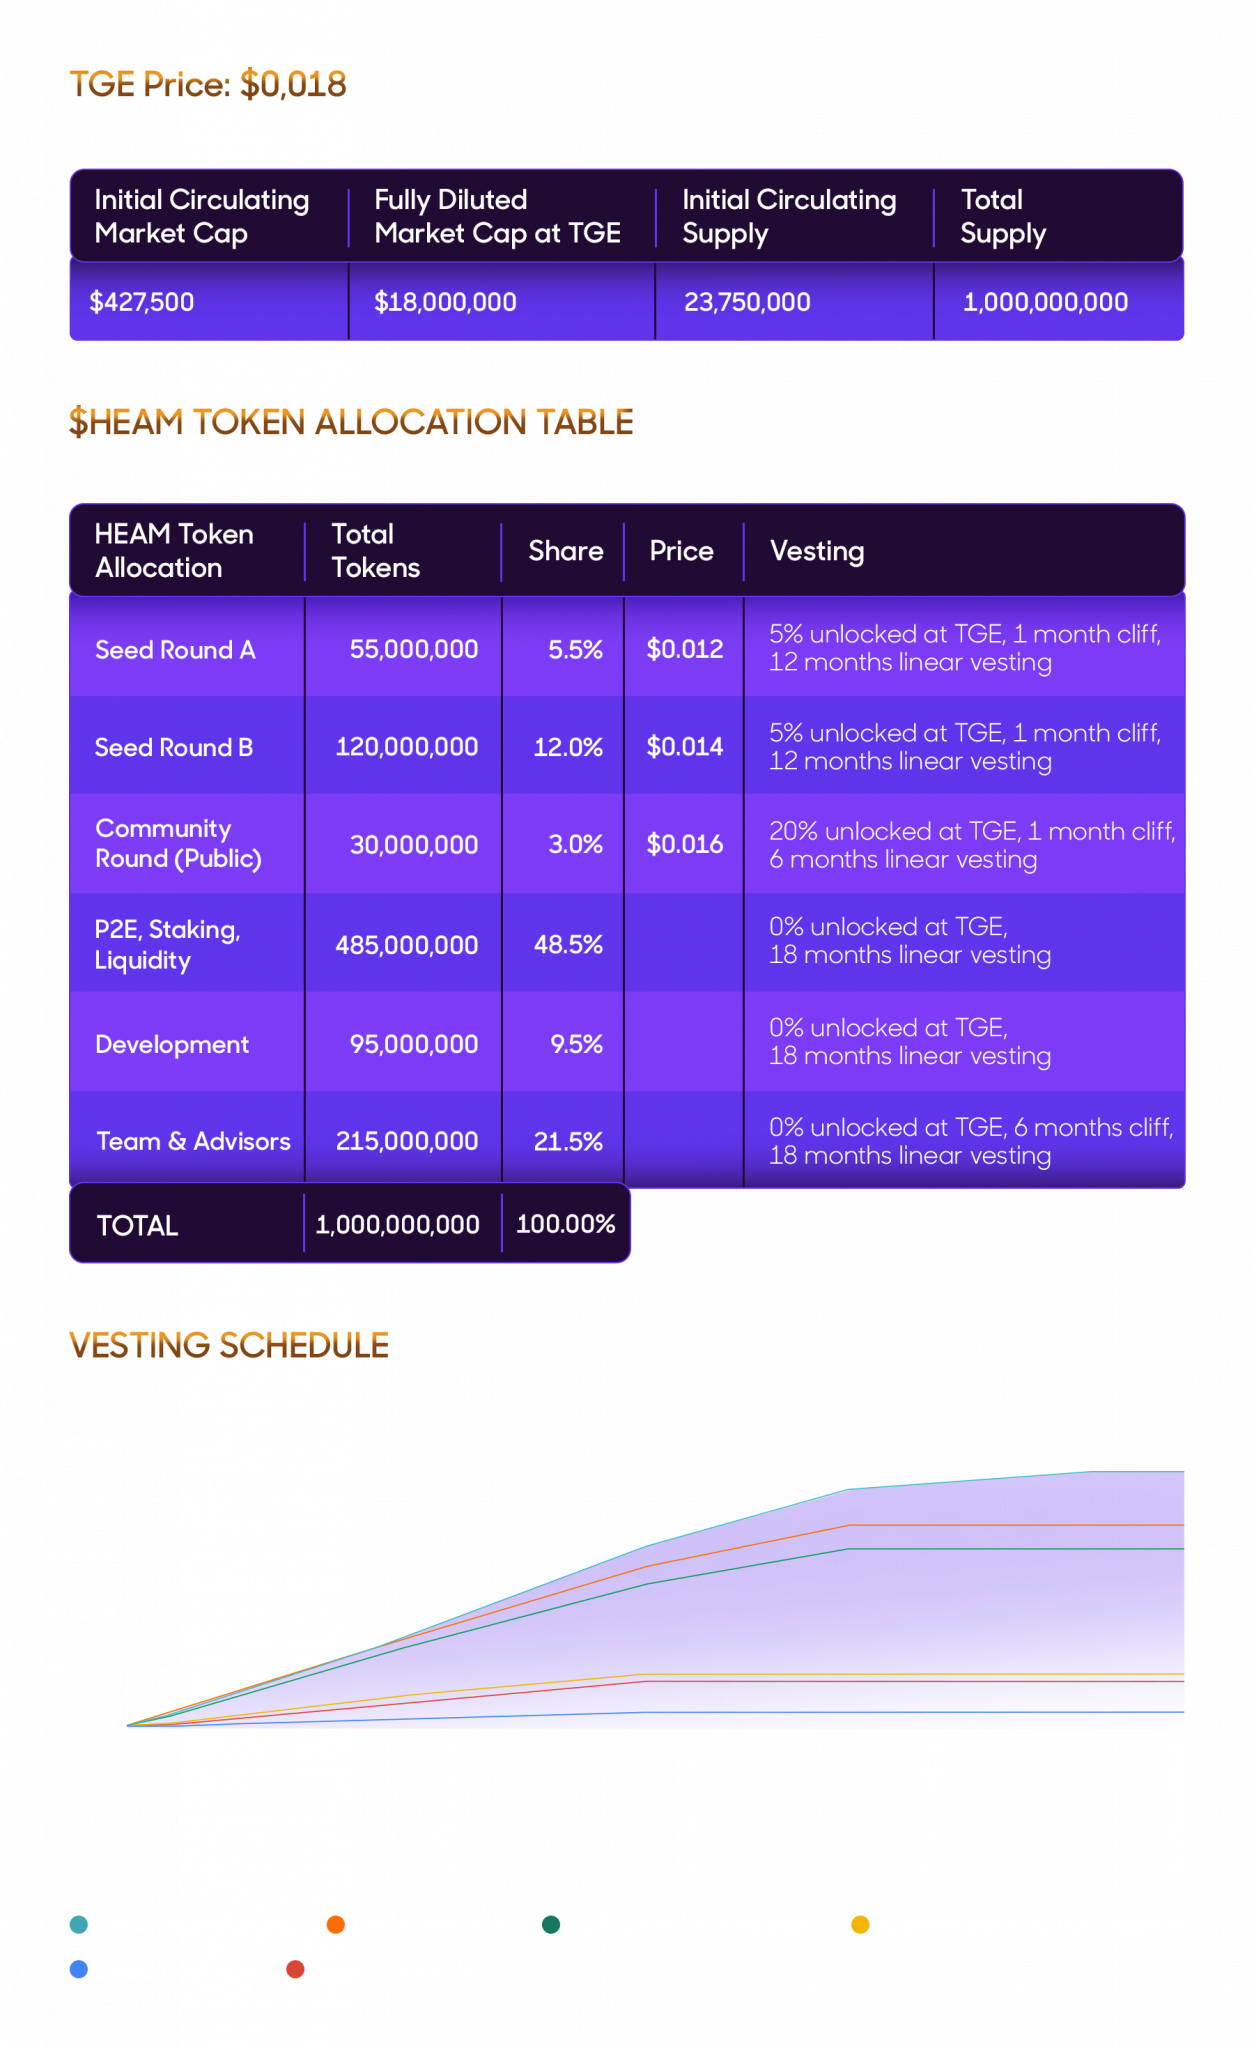 TGE Price: $0,018
Initial Circulating
Market Cap
Fully Diluted
Market Cap at TGE
Initial Circulating
Supply
Total
Supply
$427,500
$18,000,000
23,750,000
1,000,000,000
$HEAM TOKEN ALLOCATION TABLE
HEAM Token
Allocation
Total
Tokens
Share
Price
Vesting
Seed Round A
55,000,000
5.5%
$0.012
5% unlocked at TGE, 1 month cliff,
12 months linear vesting
Seed Round B
120,000,000
12.0%
$0.014
5% unlocked at TGE, 1 month cliff,
12 months linear vesting
Community
Round (Public)
30,000,000
3.0%
$0.016
20% unlocked at TGE, 1 month cliff,
6 months linear vesting
P2E, Staking,
Liquidity
485,000,000
48.5%
0% unlocked at TGE,
18 months linear vesting
Development
95,000,000
9.5%
0% unlocked at TGE,
18 months linear vesting
Team & Advisors
215,000,000
21.5%
0% unlocked at TGE, 6 months cliff,
18 months linear vesting
TOTAL
1,000,000,000
100.00%
VESTING SCHEDULE